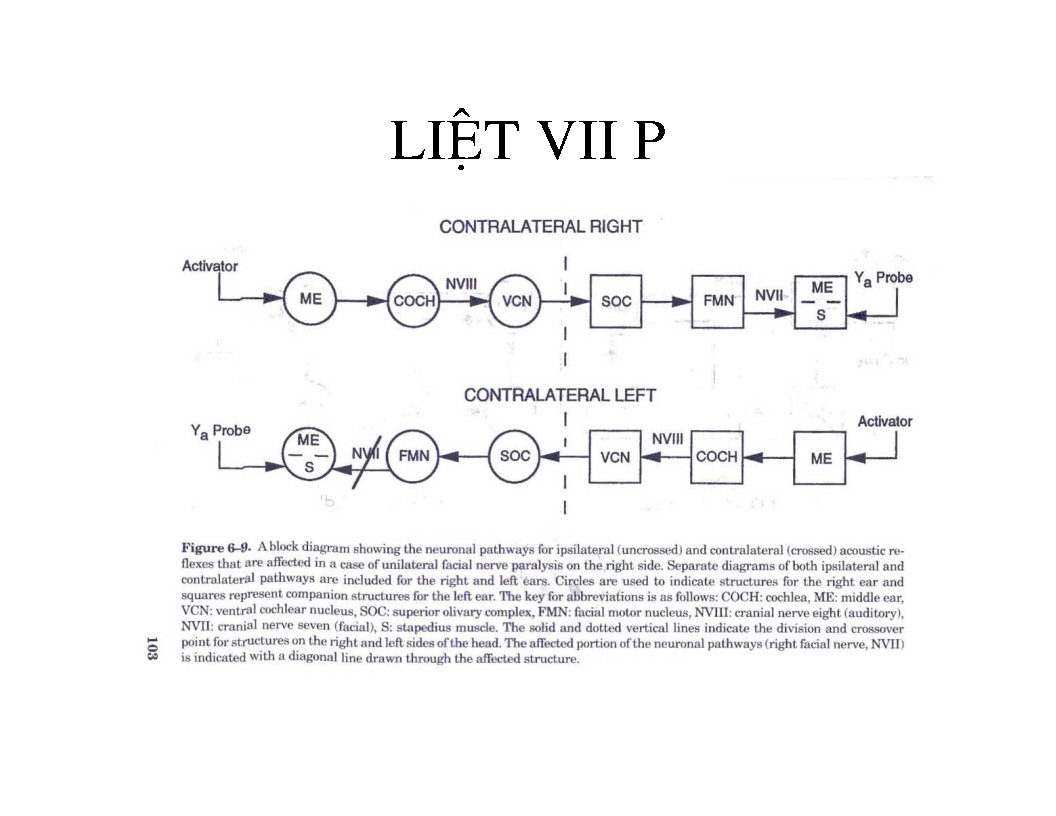 LIỆT VII P
CONTRALATERAL RIGHT
Activator
ME
COCH
NVIII
VCN
SOC
FMN
NVII
ME
S
Ya Probe
CONTRALATERAL LEFT
Ya Probe
ME
S
NVII
FMN
SOC
VCN
NVIII
COCH
ME
Activator
Figure 6–9. A block diagram showing the neuronal pathways for ipsilateral (uncrossed) and contralateral (crossed) acoustic re-
flexes that are affected in a case of unilateral facial nerve paralysis on the right side. Separate diagrams of both ipsilateral and
contralateral pathways are included for the right and left ears. Circles are used to indicate structures for the right ear and
squares represent companion structures for the left ear. The key for abbreviations is as follows: COCH: cochlea, ME: middle ear,
VCN: ventral cochlear nucleus, SOC: superior olivary complex, FMN: facial motor nucleus, NVIII: cranial nerve eight (auditory),
NVII: cranial nerve seven (facial), S: stapedius muscle. The solid and dotted vertical lines indicate the division and crossover
point for structures on the right and left sides of the head. The affected portion of the neuronal pathways (right facial nerve, NVII)
is indicated with a diagonal line drawn through the affected structure.
103